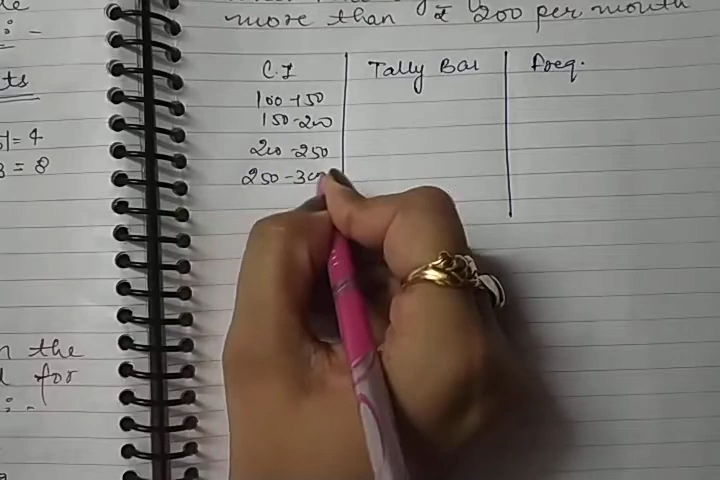 : -
ts
= 4
= 8
n the
for
: -
more than ₹ 200 per month
C.I Tally Bar freq.
100-150
150-200
200-250
250-300